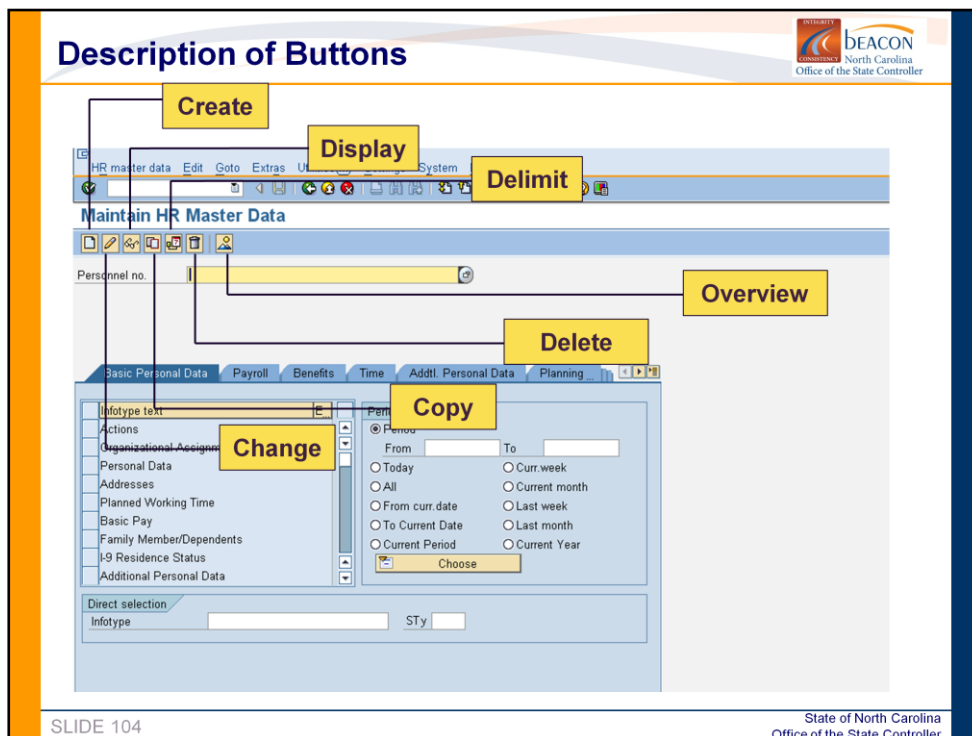 Description of Buttons
INTEGRITY
CONSISTENCY
BEACON
North Carolina
Office of the State Controller
Create
Display
Delimit
HR master data Edit Goto Extras System
Maintain HR Master Data
Personnel no.
Overview
Delete
Basic Personal Data Payroll Benefits Time Addtl. Personal Data Planning ...
Copy
Change
Infotype text E...
Actions
Personal Data
Addresses
Planned Working Time
Basic Pay
Family Member/Dependents
I-9 Residence Status
Additional Personal Data
Period
From To
Today Curr.week
All Current month
From curr.date Last week
To Current Date Last month
Current Period Current Year
Choose
Direct selection
Infotype STy
SLIDE 104
State of North Carolina
Office of the State Controller